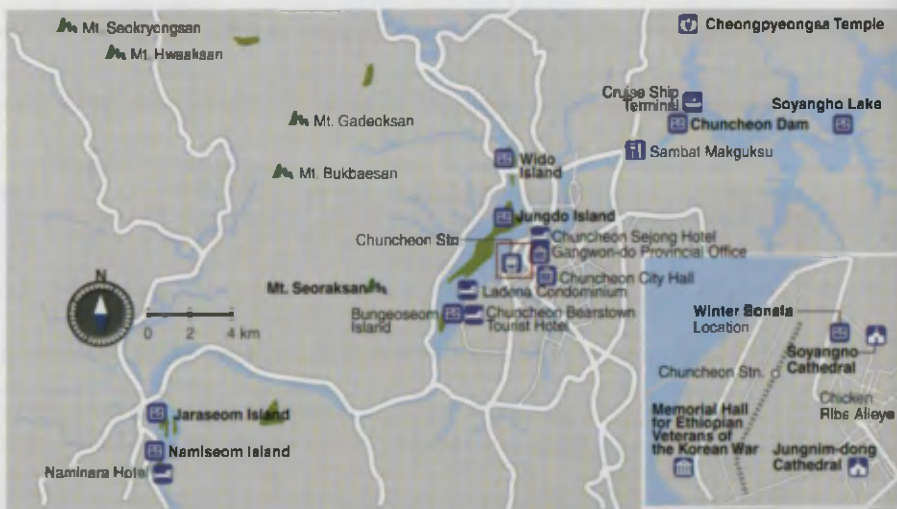 Mt. Seokryongsan
Mt. Hwaaksan
Cheongpyeongsa Temple
Cruise Ship
Terminal
Soyangho Lake
Chuncheon Dam
Mt. Gadeoksan
Sambat Makguksu
Wido
Island
Mt. Bukbaesan
Jungdo Island
Chuncheon Stn
Chuncheon Sejong Hotel
Gangwon-do Provincial Office
Chuncheon City Hall
N
Mt. Seoraksan
Ladena Condominium
0 2 4 km
Bungeoseom
Island
Chuncheon Bearstown
Tourist Hotel
Winter Sonata
Location
Soyangno
Cathedral
Chuncheon Stn.
Chicken
Ribs Alleye
Memorial Hall
for Ethiopian
Veterans of
the Korean War
Jungnim-dong
Cathedral
Jaraseom Island
Namiseom Island
Naminara Hotel